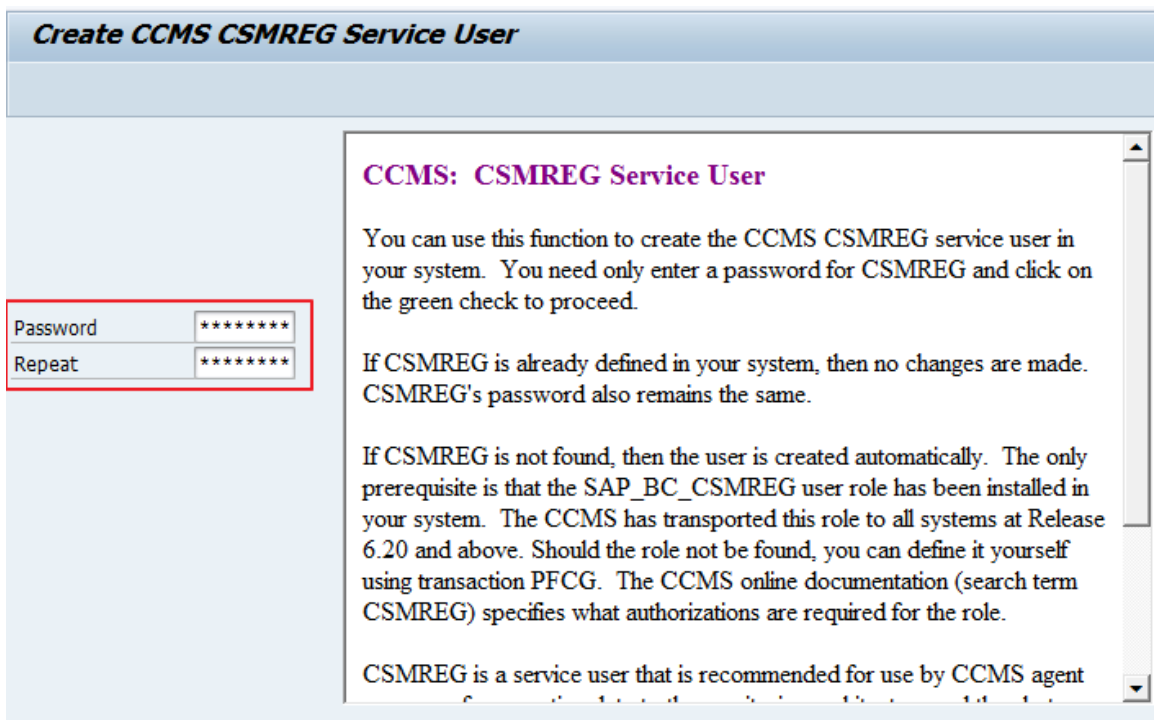 Create CCMS CSMREG Service User
Password ********
Repeat ********
CCMS: CSMREG Service User
You can use this function to create the CCMS CSMREG service user in
your system. You need only enter a password for CSMREG and click on
the green check to proceed.
If CSMREG is already defined in your system, then no changes are made.
CSMREG's password also remains the same.
If CSMREG is not found, then the user is created automatically. The only
prerequisite is that the SAP_BC_CSMREG user role has been installed in
your system. The CCMS has transported this role to all systems at Release
6.20 and above. Should the role not be found, you can define it yourself
using transaction PFCG. The CCMS online documentation (search term
CSMREG) specifies what authorizations are required for the role.
CSMREG is a service user that is recommended for use by CCMS agent